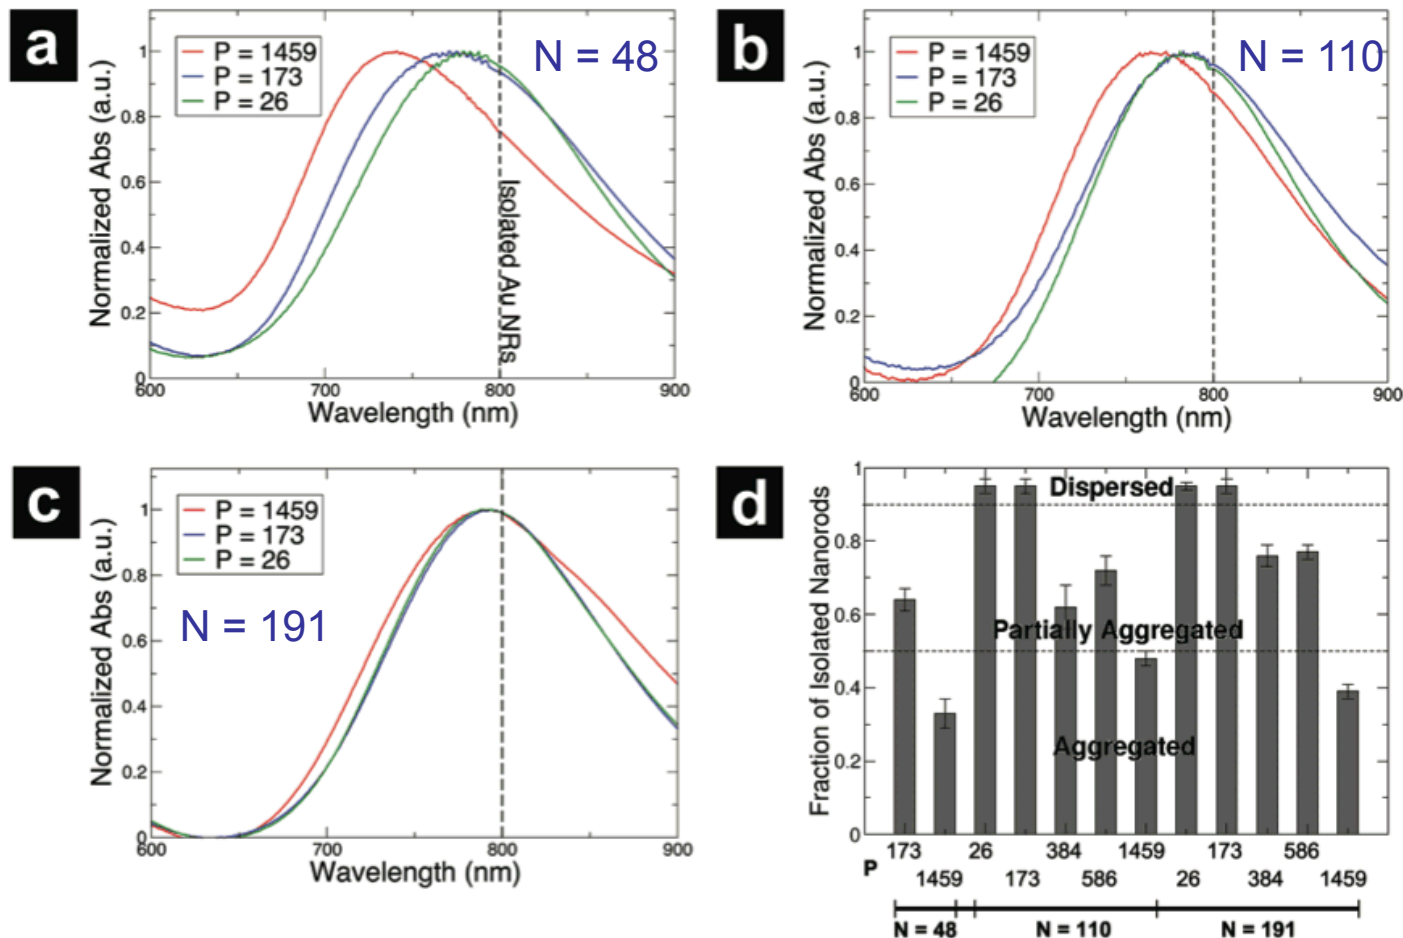 a
Normalized Abs (a.u.)
1
0.8
0.6
0.4
0.2
0
P = 1459
P = 173
P = 26
N = 48
Isolated Au NRs
600
700
800
900
Wavelength (nm)
b
Normalized Abs (a.u.)
1
0.8
0.6
0.4
0.2
0
P = 1459
P = 173
P = 26
N = 110
600
700
800
900
Wavelength (nm)
c
Normalized Abs (a.u.)
1
0.8
0.6
0.4
0.2
0
P = 1459
P = 173
P = 26
N = 191
600
700
800
900
Wavelength (nm)
d
Fraction of Isolated Nanorods
1
0.8
0.6
0.4
0.2
0
Dispersed
Partially Aggregated
Aggregated
173 26 384 1459 173 586
P
1459 173 586 26 384 1459
N = 48 N = 110 N = 191